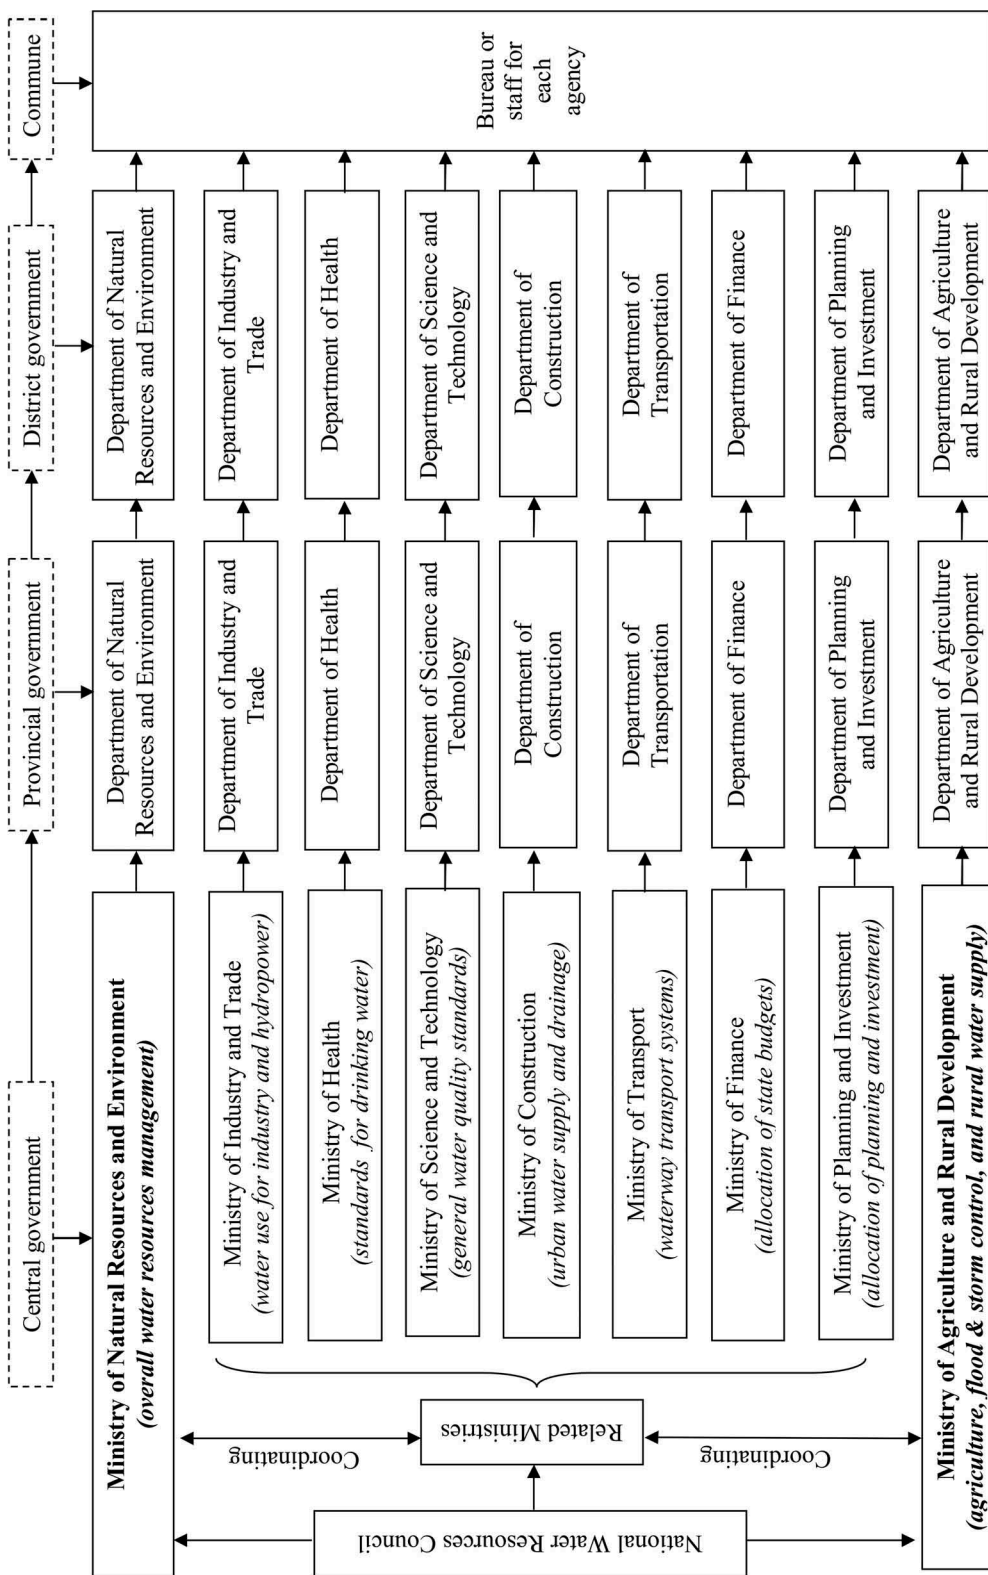 Central government
Provincial government
District government
Commune
Ministry of Natural Resources and Environment
(overall water resources management)
Department of Natural
Resources and Environment
Department of Natural
Resources and Environment
Bureau or
staff for
each
agency
National Water Resources Council
Coordinating
Related Ministries
Coordinating
Ministry of Industry and Trade
(water use for industry and hydropower)
Department of Industry and
Trade
Department of Industry and
Trade
Ministry of Health
(standards for drinking water)
Department of Health
Department of Health
Ministry of Science and Technology
(general water quality standards)
Department of Science and
Technology
Department of Science and
Technology
Ministry of Construction
(urban water supply and drainage)
Department of
Construction
Department of
Construction
Ministry of Transport
(waterway transport systems)
Department of
Transportation
Department of
Transportation
Ministry of Finance
(allocation of state budgets)
Department of Finance
Department of Finance
Ministry of Planning and Investment
(allocation of planning and investment)
Department of Planning
and Investment
Department of Planning
and Investment
Ministry of Agriculture and Rural Development
(agriculture, flood & storm control, and rural water supply)
Department of Agriculture
and Rural Development
Department of Agriculture
and Rural Development